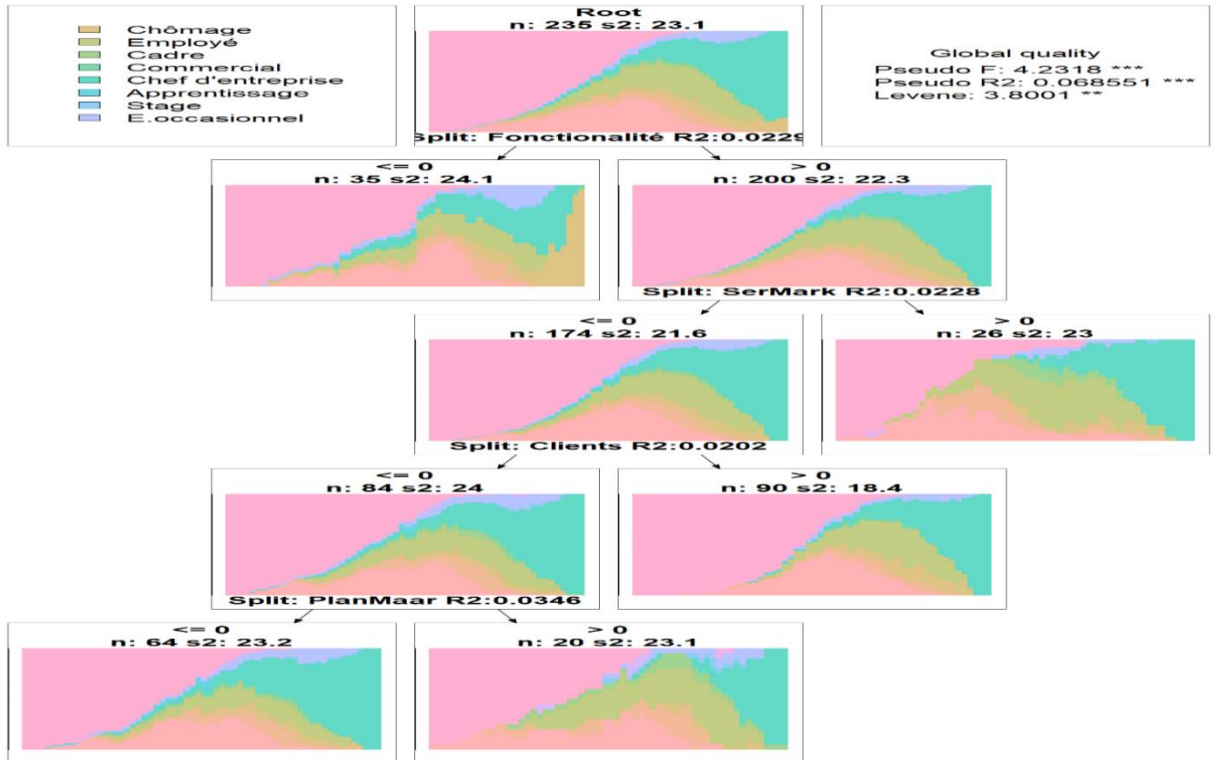 Chômage
Employé
Cadre
Commercial
Chef d'entreprise
Apprentissage
Stage
E.occasionnel
Root
n: 235 s2: 23.1
Split: Fonctionalité R2:0.0229
Global quality
Pseudo F: 4.2318 ***
Pseudo R2: 0.068551 ***
Levene: 3.8001 **
<= 0
n: 35 s2: 24.1
> 0
n: 200 s2: 22.3
Split: SerMark R2:0.0228
<= 0
n: 174 s2: 21.6
Split: Clients R2:0.0202
> 0
n: 26 s2: 23
<= 0
n: 84 s2: 24
Split: PlanMaar R2:0.0346
> 0
n: 90 s2: 18.4
<= 0
n: 64 s2: 23.2
> 0
n: 20 s2: 23.1